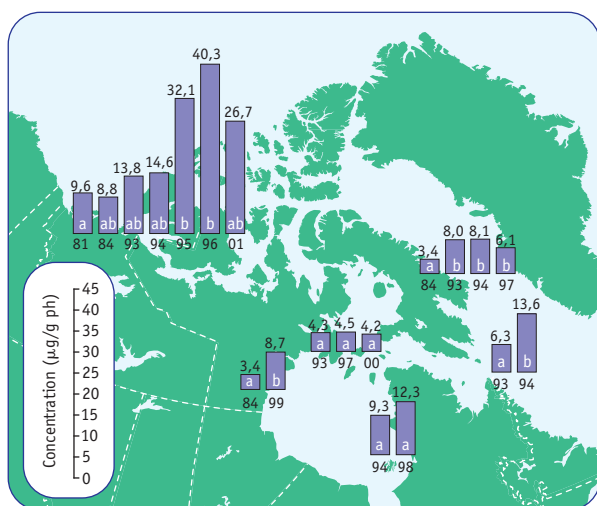 40,3
32,1
26,7
13,8 14,6
9,6 8,8
a ab ab ab b b ab
81 84 93 94 95 96 01
8,0 8,1
3,4 6,1
a b b b
84 93 94 97
13,6
6,3
a b
93 94
4,3 4,5 4,2
a a a
93 97 00
8,7
3,4
a b
84 99
12,3
9,3
a a
94 98
Concentration (µg/g ph)
45
40
35
30
25
20
15
10
5
0